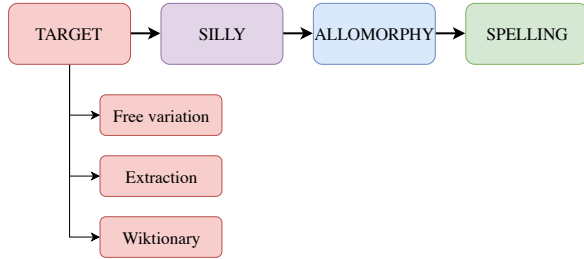 TARGET
SILLY
ALLOMORPHY
SPELLING
Free variation
Extraction
Wiktionary